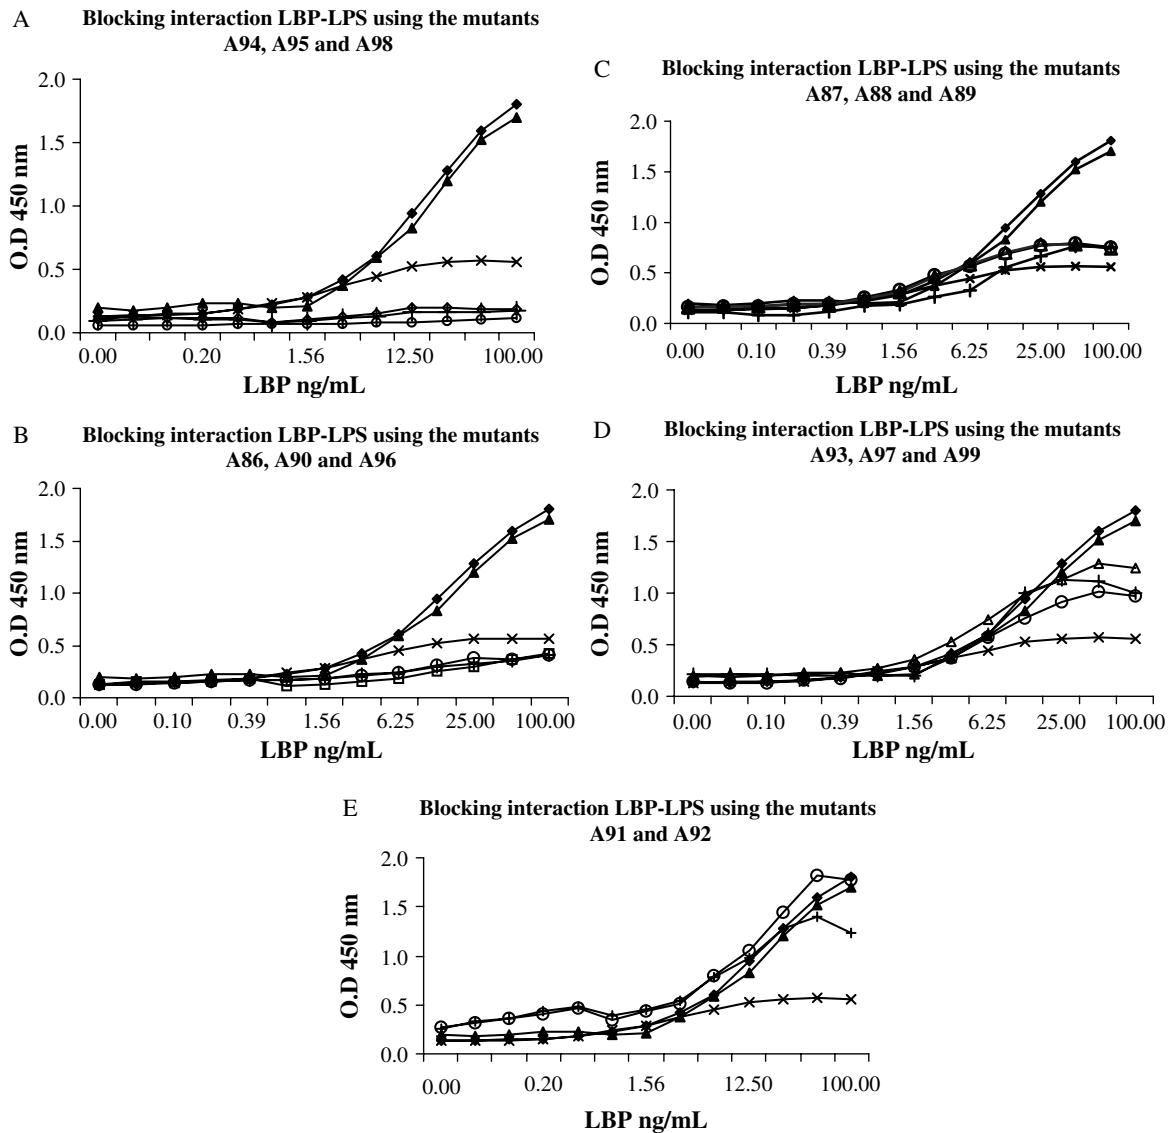 A
Blocking interaction LBP-LPS using the mutants
A94, A95 and A98
2.0
1.5
1.0
0.5
0.0
O.D 450 nm
0.00 0.20 1.56 12.50 100.00
LBP ng/mL
B
Blocking interaction LBP-LPS using the mutants
A86, A90 and A96
2.0
1.5
1.0
0.5
0.0
O.D 450 nm
0.00 0.10 0.39 1.56 6.25 25.00 100.00
LBP ng/mL
C
Blocking interaction LBP-LPS using the mutants
A87, A88 and A89
2.0
1.5
1.0
0.5
0.0
O.D 450 nm
0.00 0.10 0.39 1.56 6.25 25.00 100.00
LBP ng/mL
D
Blocking interaction LBP-LPS using the mutants
A93, A97 and A99
2.0
1.5
1.0
0.5
0.0
O.D 450 nm
0.00 0.10 0.39 1.56 6.25 25.00 100.00
LBP ng/mL
E
Blocking interaction LBP-LPS using the mutants
A91 and A92
2.0
1.5
1.0
0.5
0.0
O.D 450 nm
0.00 0.20 1.56 12.50 100.00
LBP ng/mL